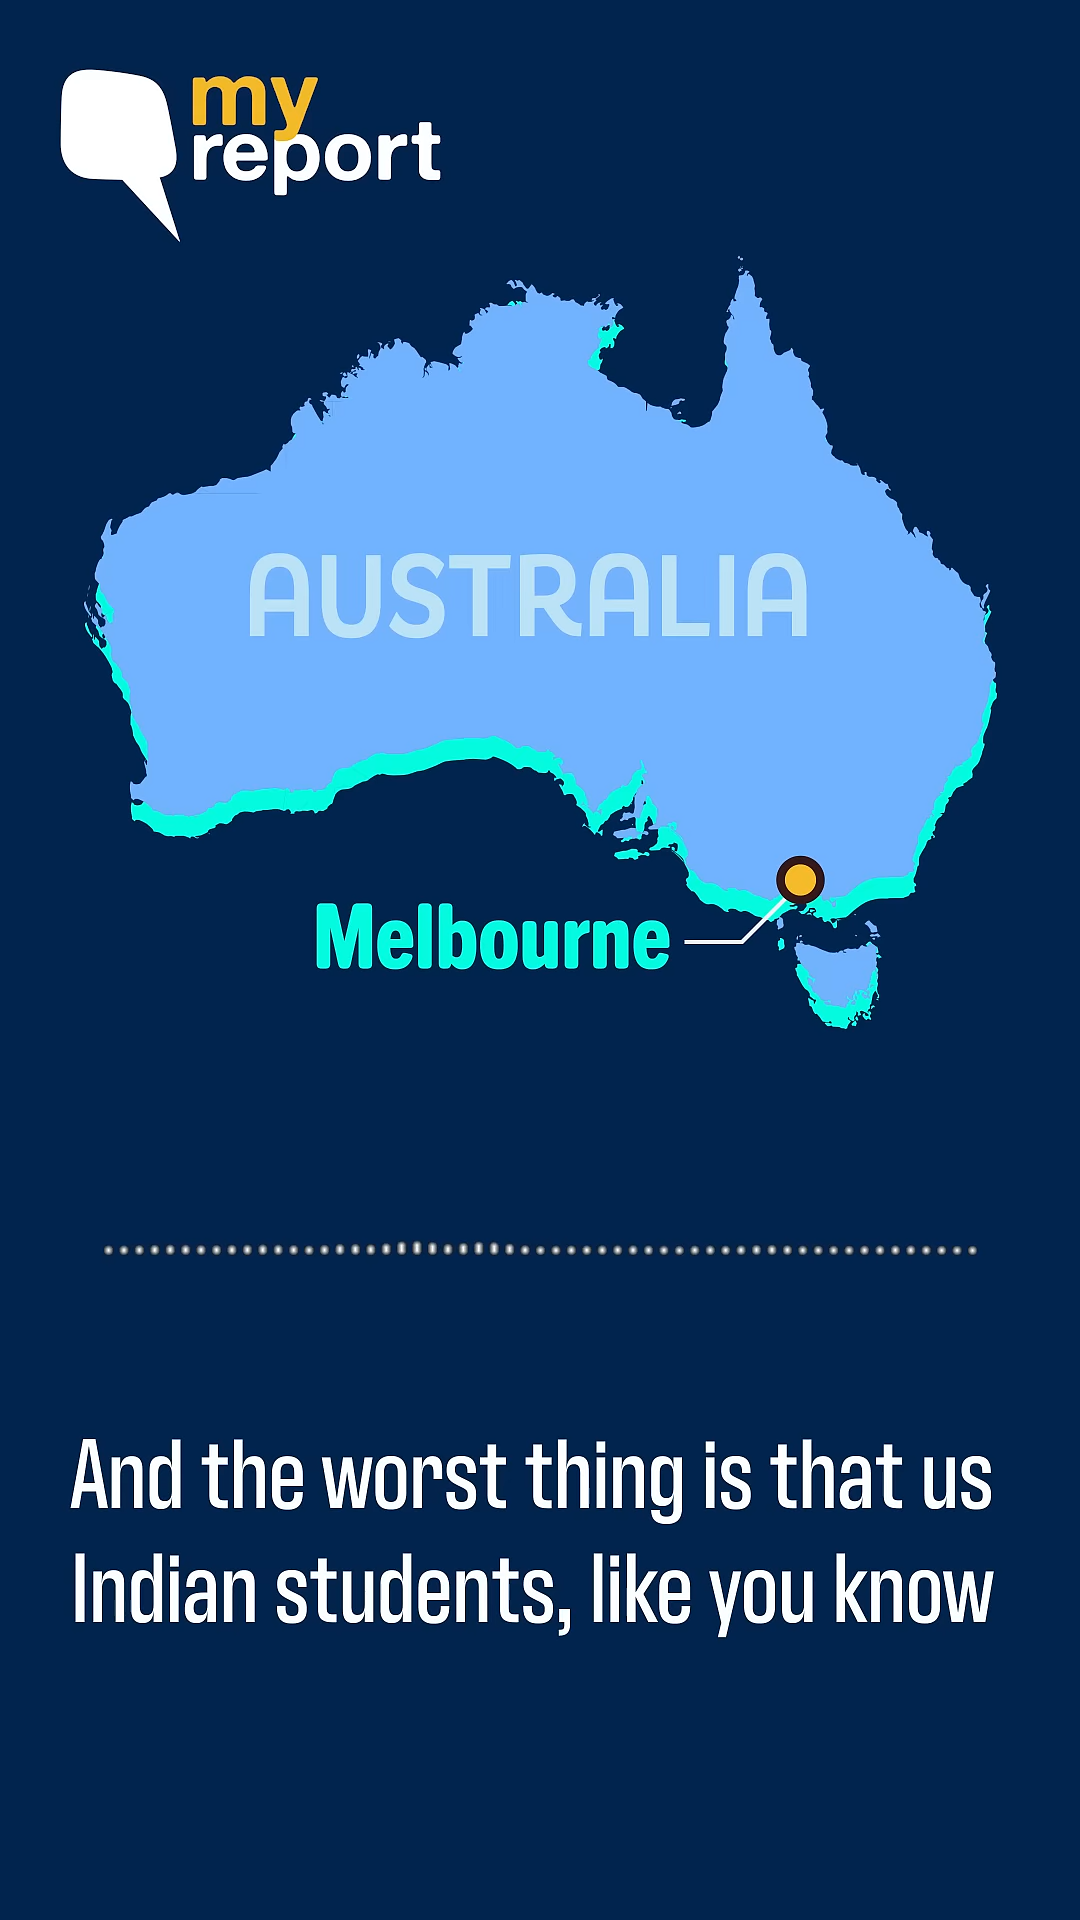 my
report
AUSTRALIA
Melbourne
And the worst thing is that us
Indian students, like you know